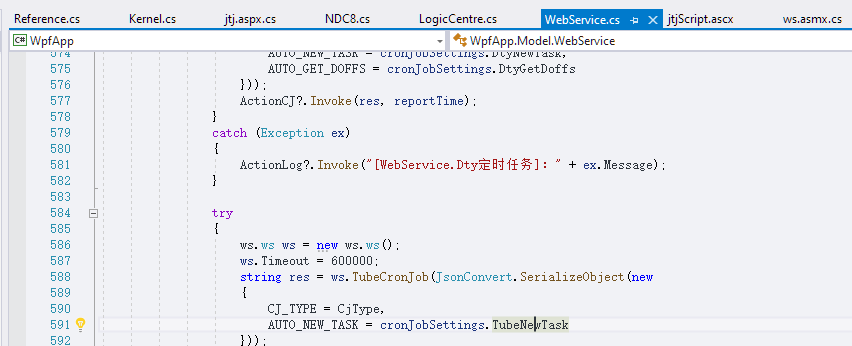 Reference.cs Kernel.cs jtj.aspx.cs NDC8.cs LogicCentre.cs WebService.cs jtjScript.ascx ws.asmx.cs
C# WpfApp WpfApp.Model.WebService
574 AUTO_NEW_TASK = cronJobSettings.DtyNewTask,
575 AUTO_GET_DOFFS = cronJobSettings.DtyGetDoffs
576 }));
577 ActionCJ?.Invoke(res, reportTime);
578 }
579 catch (Exception ex)
580 {
581 ActionLog?.Invoke("[WebService.Dty定时任务]: " + ex.Message);
582 }
583
584 try
585 {
586 ws.ws ws = new ws.ws();
587 ws.Timeout = 600000;
588 string res = ws.TubeCronJob(JsonConvert.SerializeObject(new
589 {
590 CJ_TYPE = CjType,
591 AUTO_NEW_TASK = cronJobSettings.TubeNewTask
592 }));